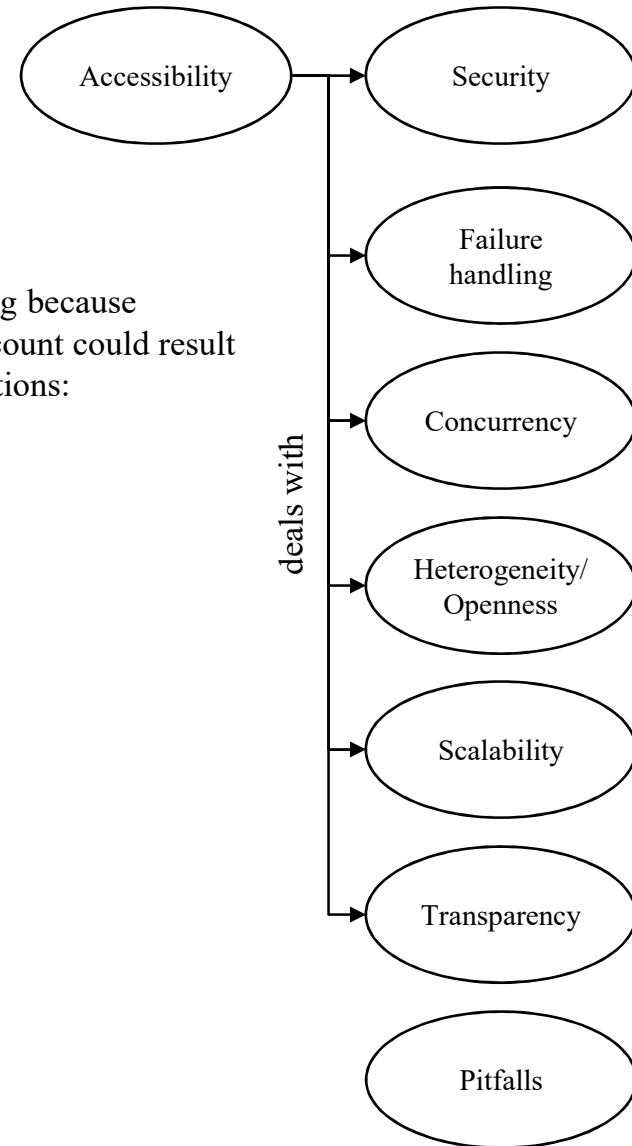 Accessibility
Security
Failure
handling
g because
count could result
tions:
Concurrency
deals with
Heterogeneity/
Openness
Scalability
Transparency
Pitfalls